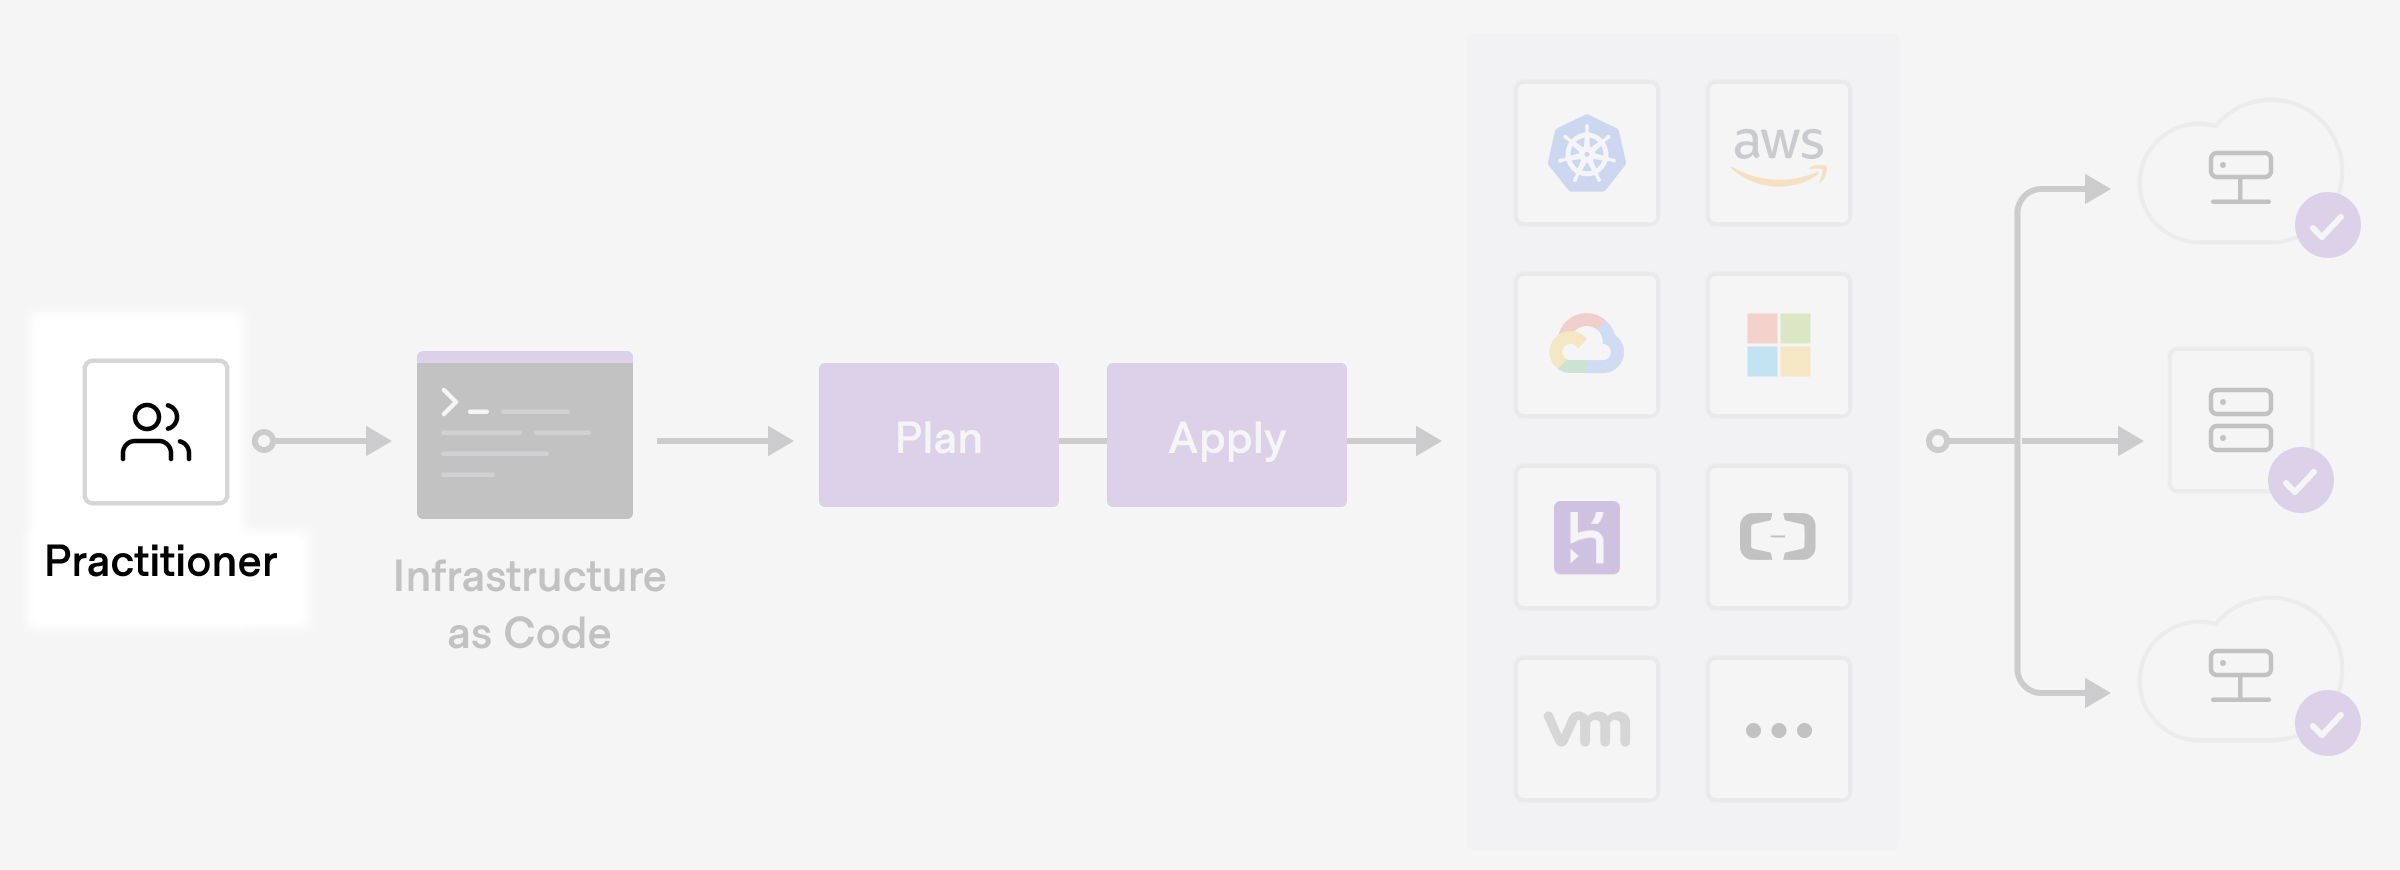 Practitioner
Infrastructure
as Code
Plan
Apply
aws
vm